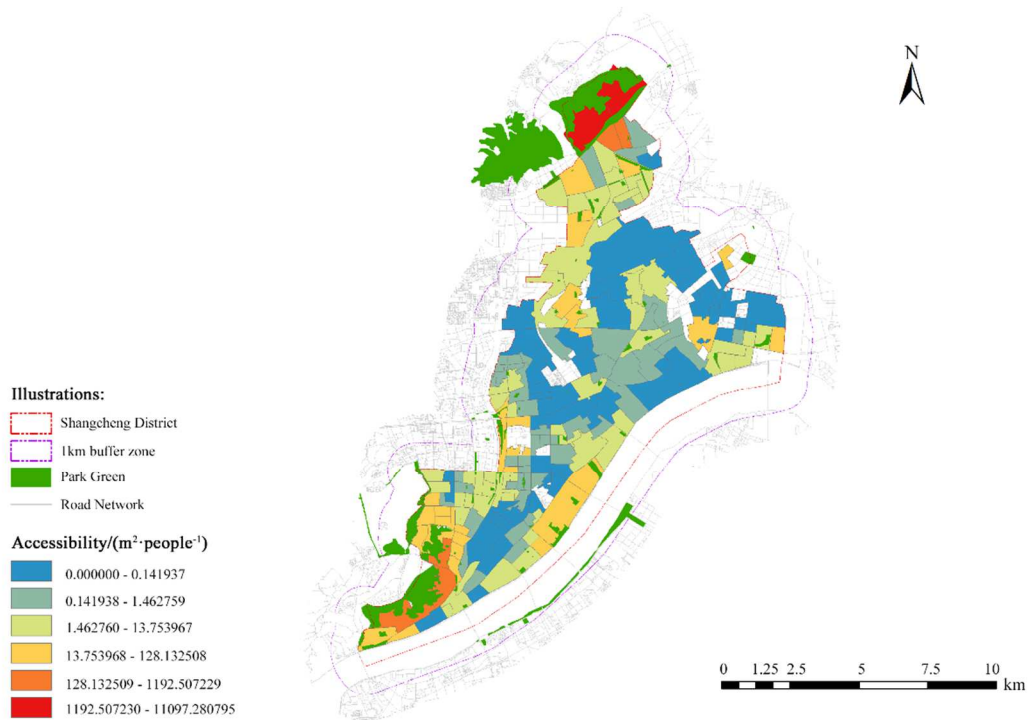 N
Illustrations:
Shangcheng District
1km buffer zone
Park Green
Road Network
Accessibility/(m²·people⁻¹)
0.000000 - 0.141937
0.141938 - 1.462759
1.462760 - 13.753967
13.753968 - 128.132508
128.132509 - 1192.507229
1192.507230 - 11097.280795
0 1.25 2.5 5 7.5 10
km